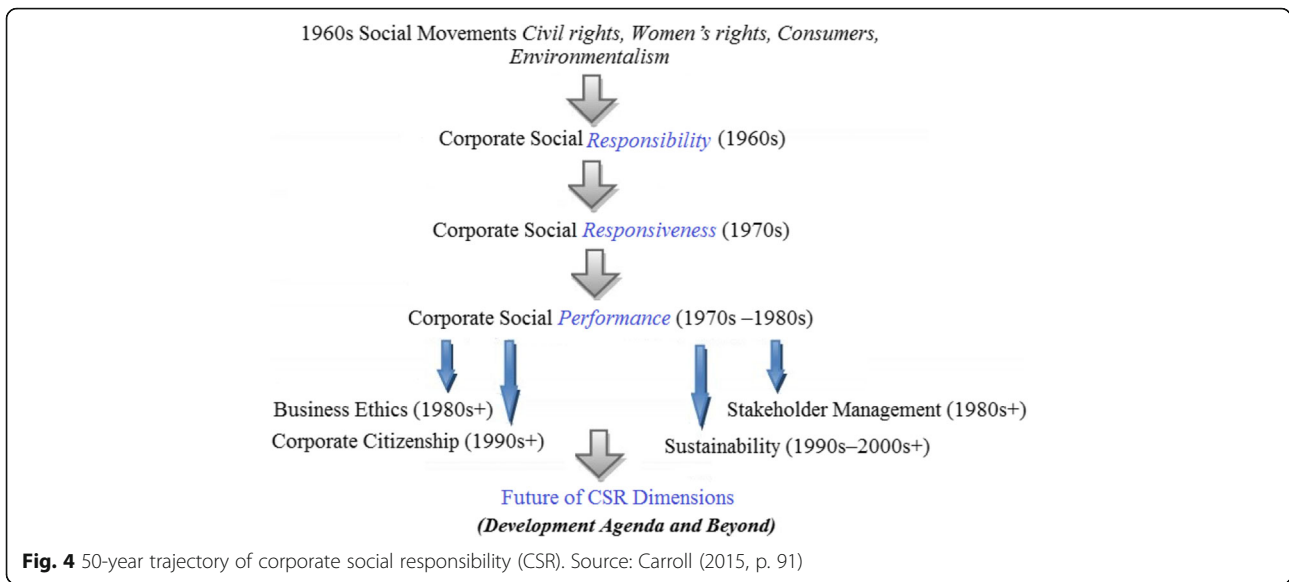 1960s Social Movements Civil rights, Women's rights, Consumers,
Environmentalism
Corporate Social Responsibility (1960s)
Corporate Social Responsiveness (1970s)
Corporate Social Performance (1970s –1980s)
Business Ethics (1980s+)
Stakeholder Management (1980s+)
Corporate Citizenship (1990s+)
Sustainability (1990s–2000s+)
Future of CSR Dimensions
(Development Agenda and Beyond)
Fig. 4 50-year trajectory of corporate social responsibility (CSR). Source: Carroll (2015, p. 91)